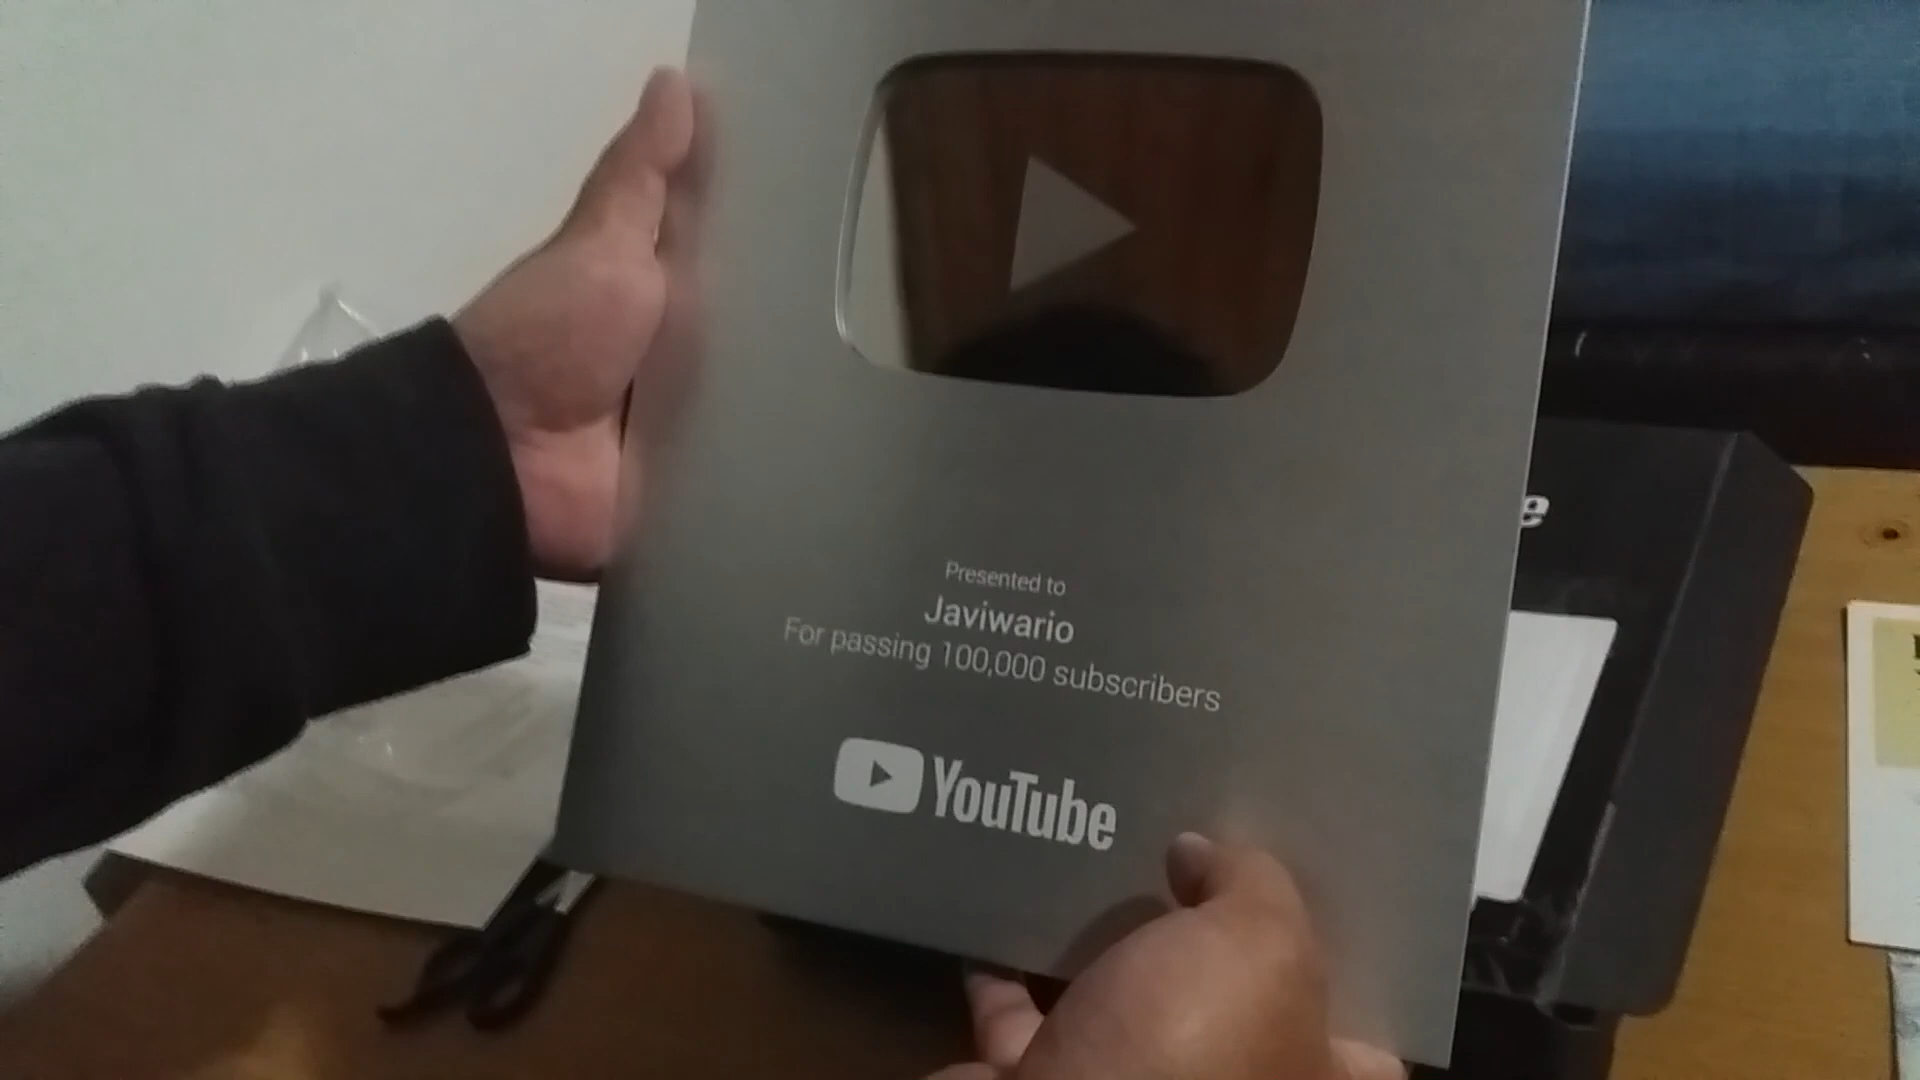 Presented to
Javiwario
For passing 100,000 subscribers
YouTube
e